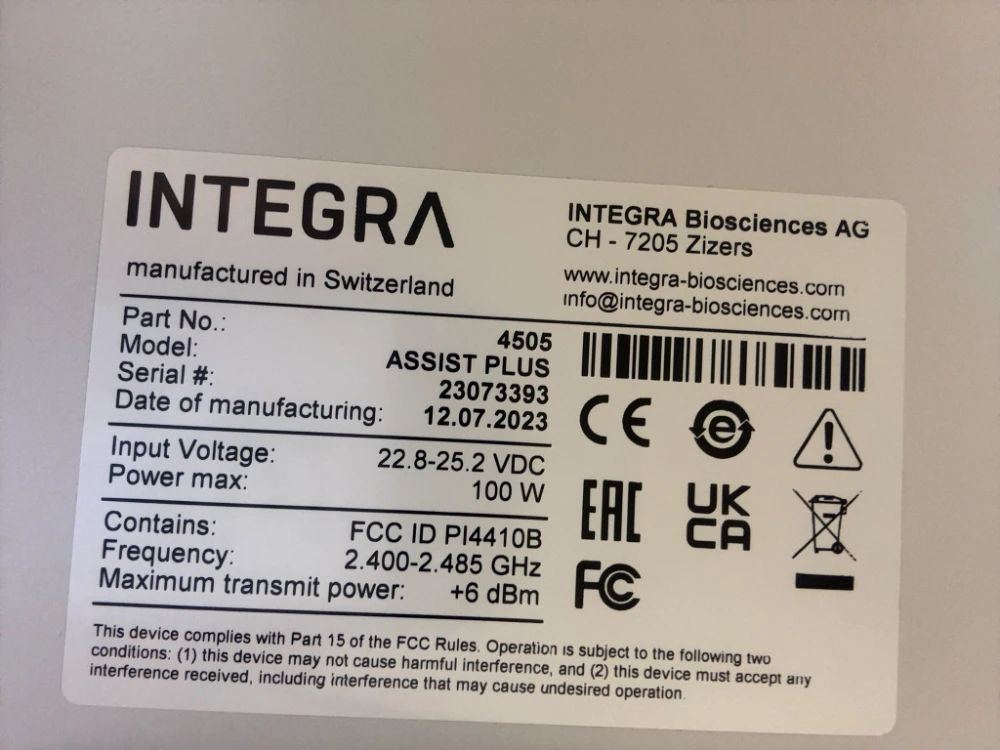 INTEGRA
manufactured in Switzerland
INTEGRA Biosciences AG
CH - 7205 Zizers
www.integra-biosciences.com
info@integra-biosciences.com
Part No.: 4505
Model: ASSIST PLUS
Serial #: 23073393
Date of manufacturing: 12.07.2023
Input Voltage: 22.8-25.2 VDC
Power max: 100 W
Contains: FCC ID PI4410B
Frequency: 2.400-2.485 GHz
Maximum transmit power: +6 dBm
CE
e
EAC
UK
CA
FC
This device complies with Part 15 of the FCC Rules. Operation is subject to the following two
conditions: (1) this device may not cause harmful interference, and (2) this device must accept any
interference received, including interference that may cause undesired operation.